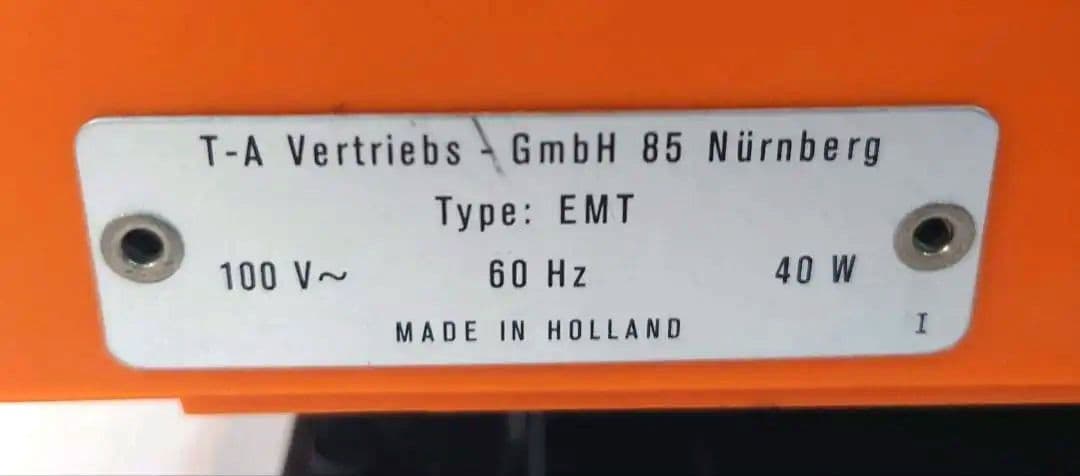 T-A Vertriebs - GmbH 85 Nürnberg
Type: EMT
100 V~ 60 Hz 40 W
MADE IN HOLLAND I